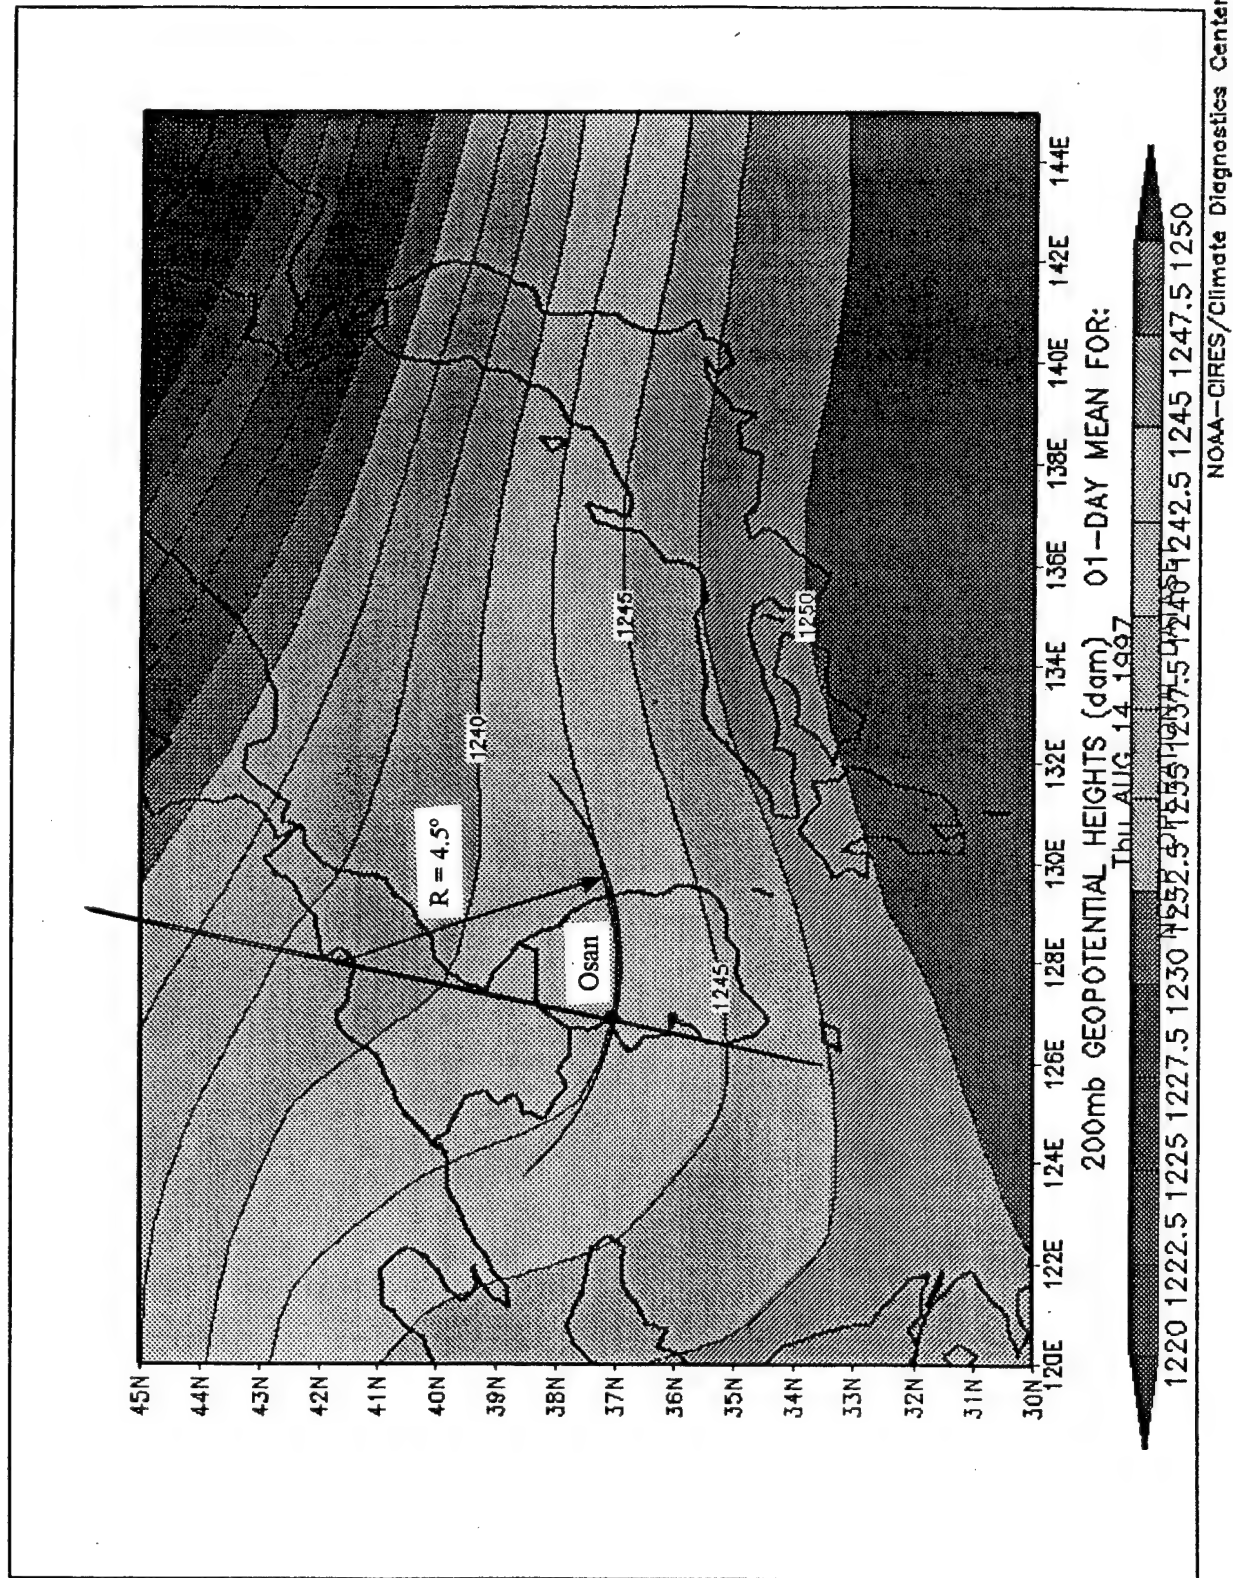 45N
44N
43N
42N
41N
40N
39N
38N
37N
36N
35N
34N
33N
32N
31N
30N
R = 4.5º
Osan
1240
1245
1245
1250
120E 122E 124E 126E 128E 130E 132E 134E 136E 138E 140E 142E 144E
200mb GEOPOTENTIAL HEIGHTS (dam) 01-DAY MEAN FOR:
Thu AUG 14 1997
1220 1222.5 1225 1227.5 1230 1232.5 1235 1237.5 1240 1242.5 1245 1247.5 1250
NOAA-CIRES/Climate Diagnostics Center